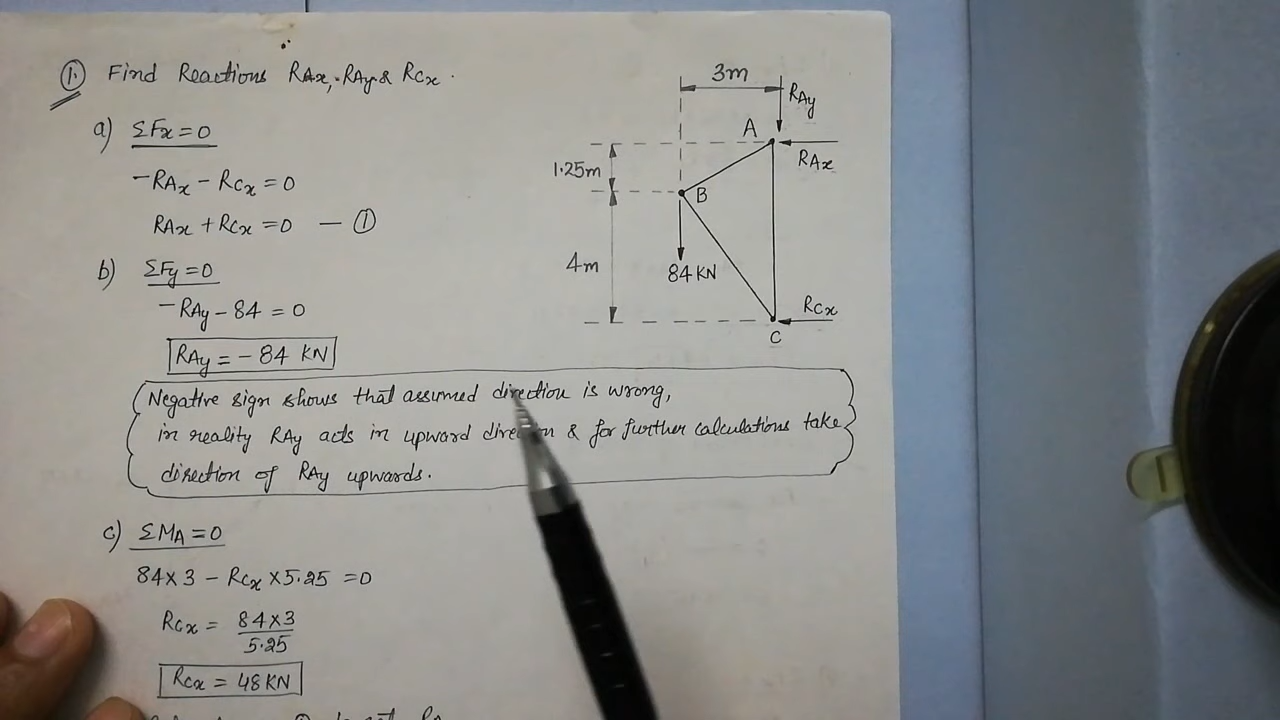 1. Find Reactions RAx, RAy & RCx.
a) ΣFx = 0
-RAx - RCx = 0
RAx + RCx = 0 — ①
b) ΣFy = 0
-RAy - 84 = 0
RAy = - 84 KN
Negative sign shows that assumed direction is wrong,
in reality RAy acts in upward direction & for further calculations take
direction of RAy upwards.
c) ΣMA = 0
84 x 3 - RCx x 5.25 = 0
RCx = 84 x 3
5.25
RCx = 48 KN
3m
RAy
A
RAx
1.25m
B
4m
84 KN
RCx
C